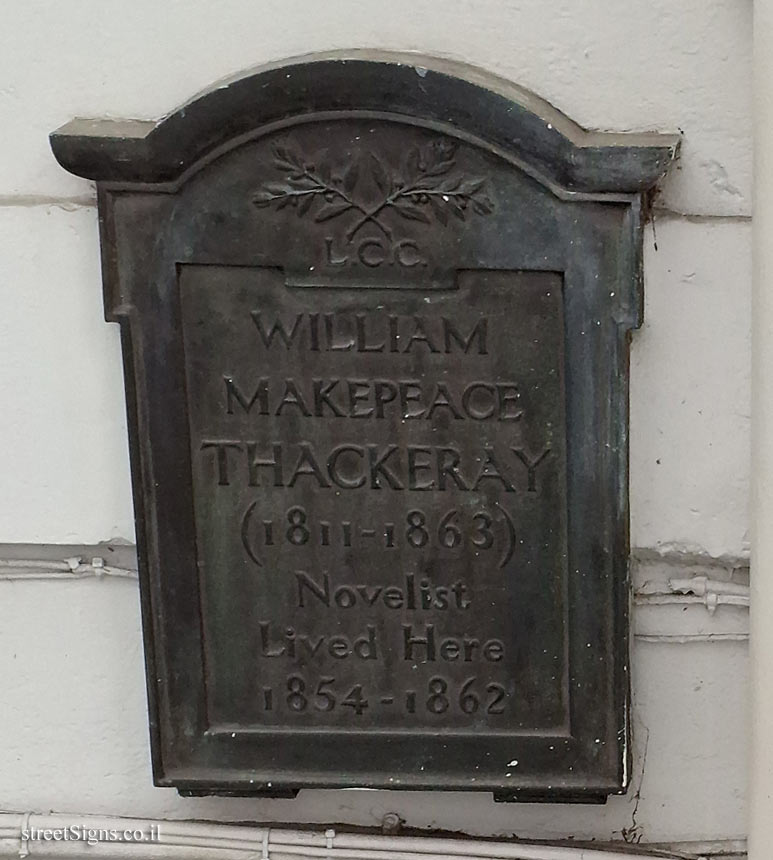 L.C.C.
WILLIAM
MAKEPEACE
THACKERAY
(1811-1863)
Novelist
Lived Here
1854-1862
streetSigns.co.il